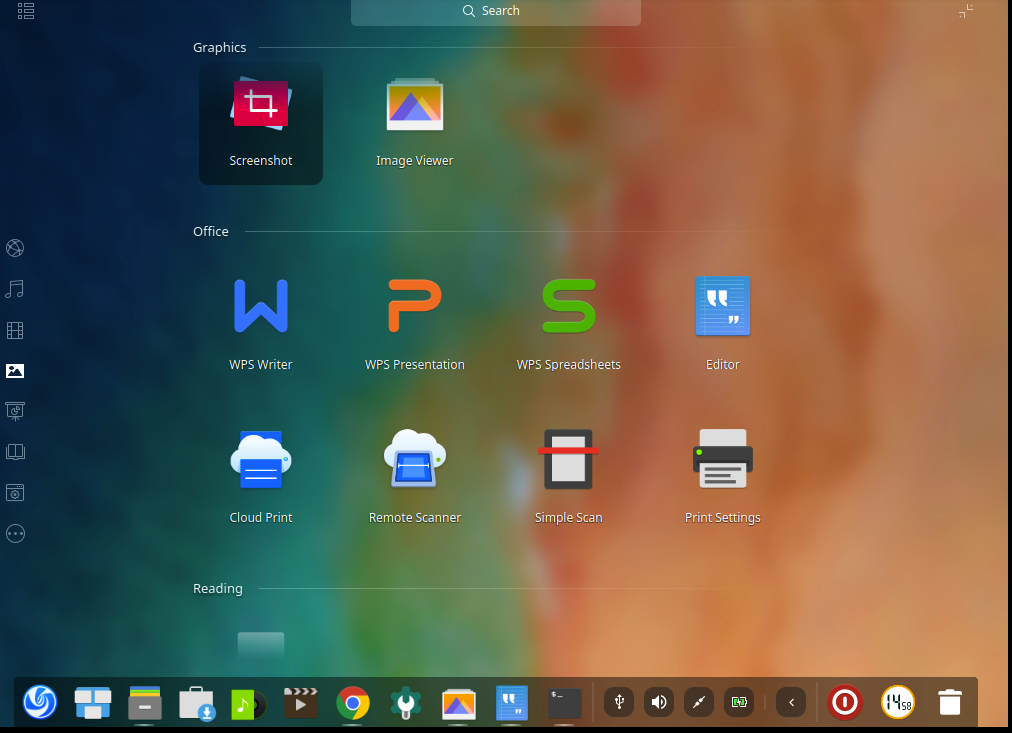 Search
Graphics
Screenshot Image Viewer
Office
WPS Writer WPS Presentation WPS Spreadsheets Editor
Cloud Print Remote Scanner Simple Scan Print Settings
Reading
$_ 14 58